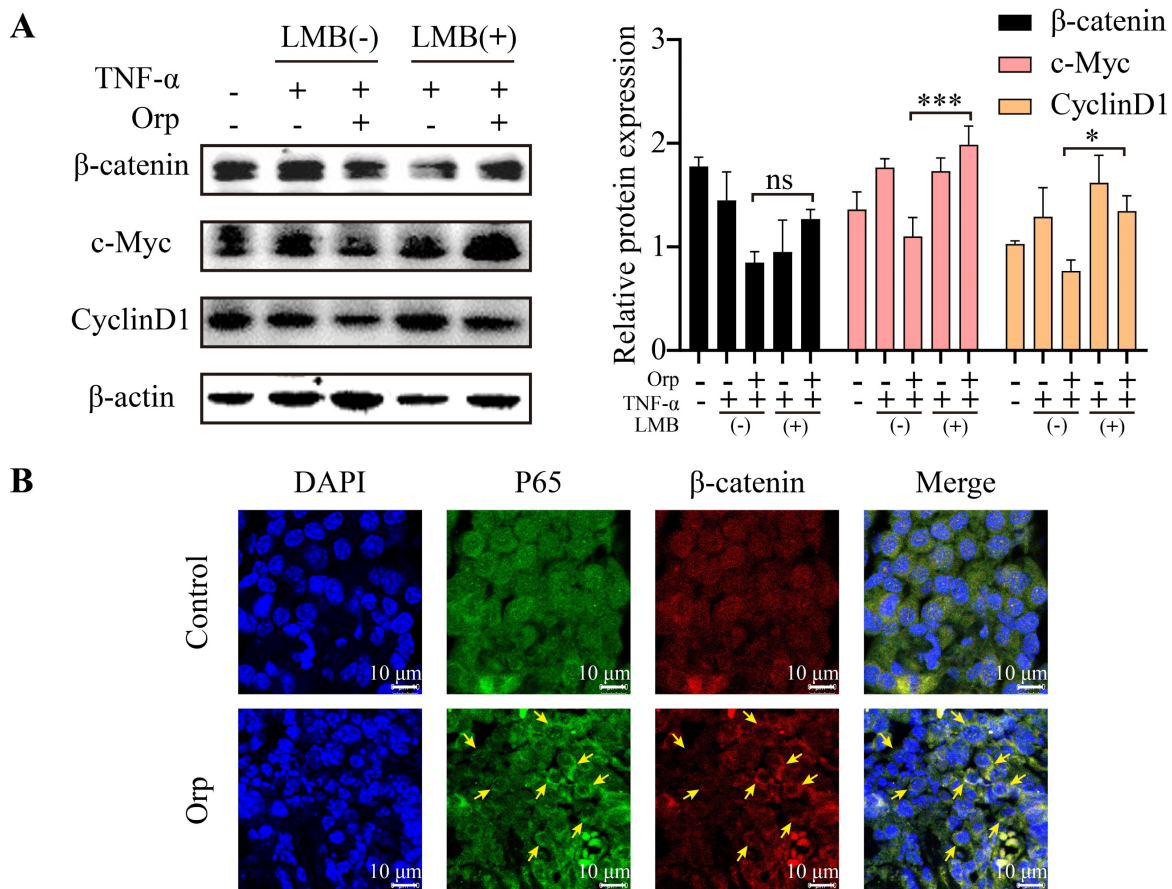 A
LMB(-) LMB(+)
TNF-α - + + + +
Orp - - + - +
β-catenin
c-Myc
CyclinD1
β-actin
β-catenin
c-Myc
CyclinD1
Relative protein expression
3
2
1
0
ns
***
*
Orp - - + - + - - + - + - - + - +
TNF-α - + + + + - + + + + - + + + +
LMB (-) (+) (-) (+) (-) (+)
B
DAPI P65 β-catenin Merge
Control
10 μm 10 μm 10 μm 10 μm
Orp
10 μm 10 μm 10 μm 10 μm